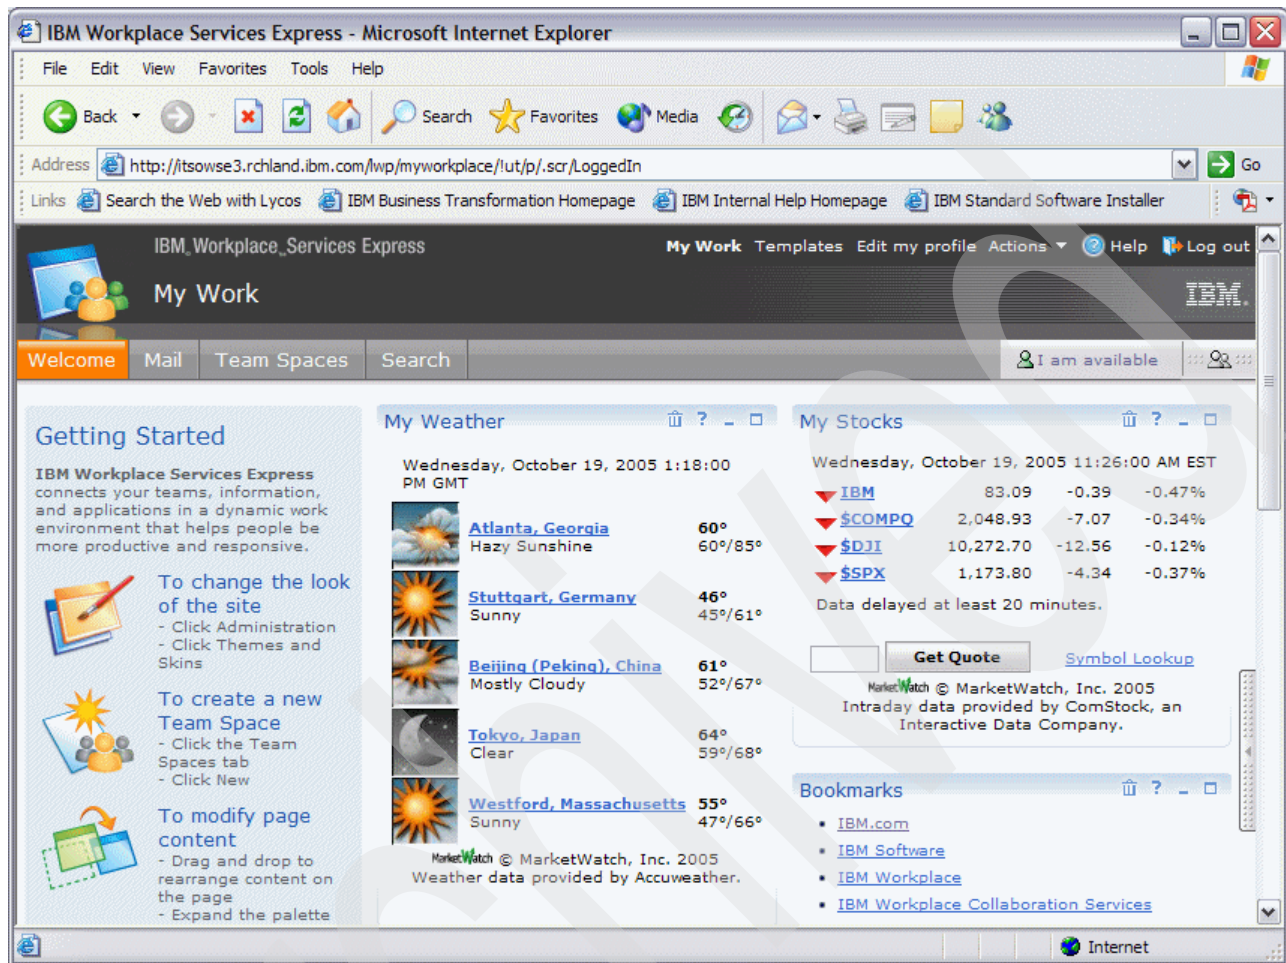 IBM Workplace Services Express - Microsoft Internet Explorer
File Edit View Favorites Tools Help
Back Search Favorites Media
Address http://itsowse3.rchland.ibm.com/lwp/myworkplace/!ut/p/.scr/LoggedIn Go
Links Search the Web with Lycos IBM Business Transformation Homepage IBM Internal Help Homepage IBM Standard Software Installer
IBM Workplace Services Express
My Work Templates Edit my profile Actions Help Log out
My Work
IBM
Welcome Mail Team Spaces Search
I am available
Getting Started
IBM Workplace Services Express
connects your teams, information,
and applications in a dynamic work
environment that helps people be
more productive and responsive.
To change the look
of the site
- Click Administration
- Click Themes and
Skins
To create a new
Team Space
- Click the Team
Spaces tab
- Click New
To modify page
content
- Drag and drop to
rearrange content on
the page
- Expand the palette
My Weather ?
Wednesday, October 19, 2005 1:18:00
PM GMT
Atlanta, Georgia 60°
Hazy Sunshine 60°/85°
Stuttgart, Germany 46°
Sunny 45°/61°
Beijing (Peking), China 61°
Mostly Cloudy 52°/67°
Tokyo, Japan 64°
Clear 59°/68°
Westford, Massachusetts 55°
Sunny 47°/66°
MarketWatch © MarketWatch, Inc. 2005
Weather data provided by Accuweather.
My Stocks ?
Wednesday, October 19, 2005 11:26:00 AM EST
IBM 83.09 -0.39 -0.47%
$COMPQ 2,048.93 -7.07 -0.34%
$DJI 10,272.70 -12.56 -0.12%
$SPX 1,173.80 -4.34 -0.37%
Data delayed at least 20 minutes.
Get Quote Symbol Lookup
MarketWatch © MarketWatch, Inc. 2005
Intraday data provided by ComStock, an
Interactive Data Company.
Bookmarks ?
• IBM.com
• IBM Software
• IBM Workplace
• IBM Workplace Collaboration Services
Internet